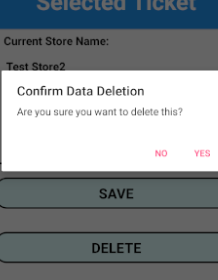 Selected Ticket
Current Store Name:
Test Store2
Confirm Data Deletion
Are you sure you want to delete this?
NO YES
SAVE
DELETE